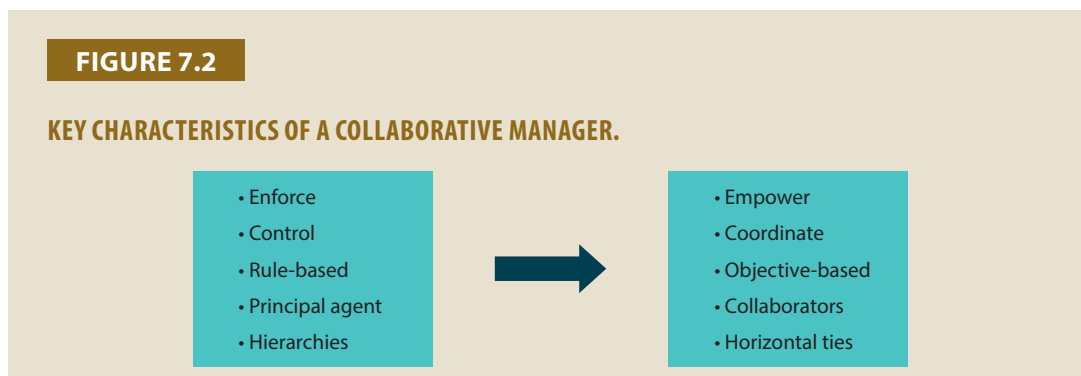 FIGURE 7.2
KEY CHARACTERISTICS OF A COLLABORATIVE MANAGER.
• Enforce
• Control
• Rule-based
• Principal agent
• Hierarchies
• Empower
• Coordinate
• Objective-based
• Collaborators
• Horizontal ties